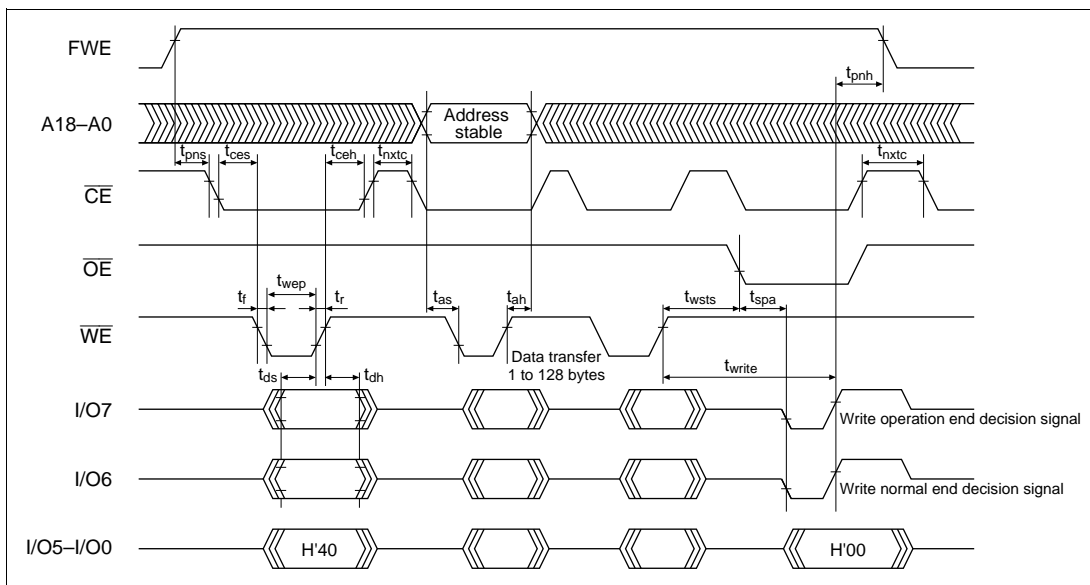 FWE
tpnh
A18–A0
Address
stable
tpns
tces
tceh
tnxtc
tnxtc
CE
OE
tf
twep
tr
tas
tah
twsts
tspa
WE
Data transfer
1 to 128 bytes
tds
tdh
twrite
I/O7
Write operation end decision signal
I/O6
Write normal end decision signal
I/O5–I/O0
H'40
H'00